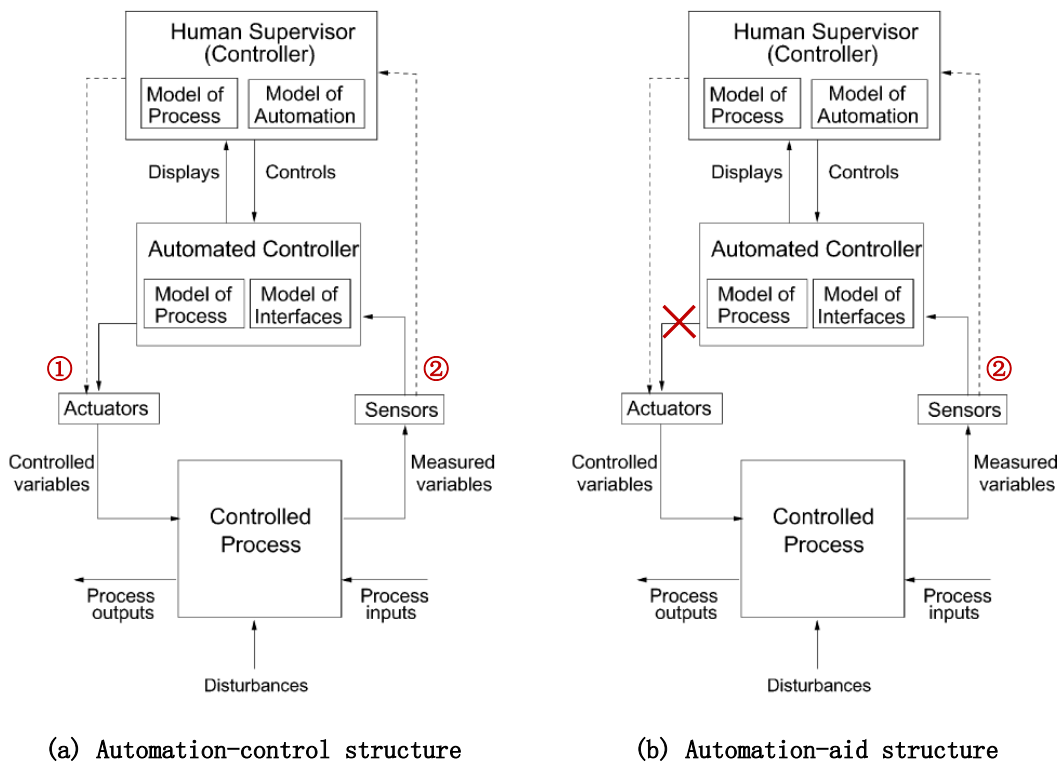 Human Supervisor
(Controller)
Model of
Process
Model of
Automation
Displays
Controls
Automated Controller
Model of
Process
Model of
Interfaces
①
②
Actuators
Sensors
Controlled
variables
Measured
variables
Controlled
Process
Process
outputs
Process
inputs
Disturbances
(a) Automation-control structure
Human Supervisor
(Controller)
Model of
Process
Model of
Automation
Displays
Controls
Automated Controller
Model of
Process
Model of
Interfaces
②
Actuators
Sensors
Controlled
variables
Measured
variables
Controlled
Process
Process
outputs
Process
inputs
Disturbances
(b) Automation-aid structure